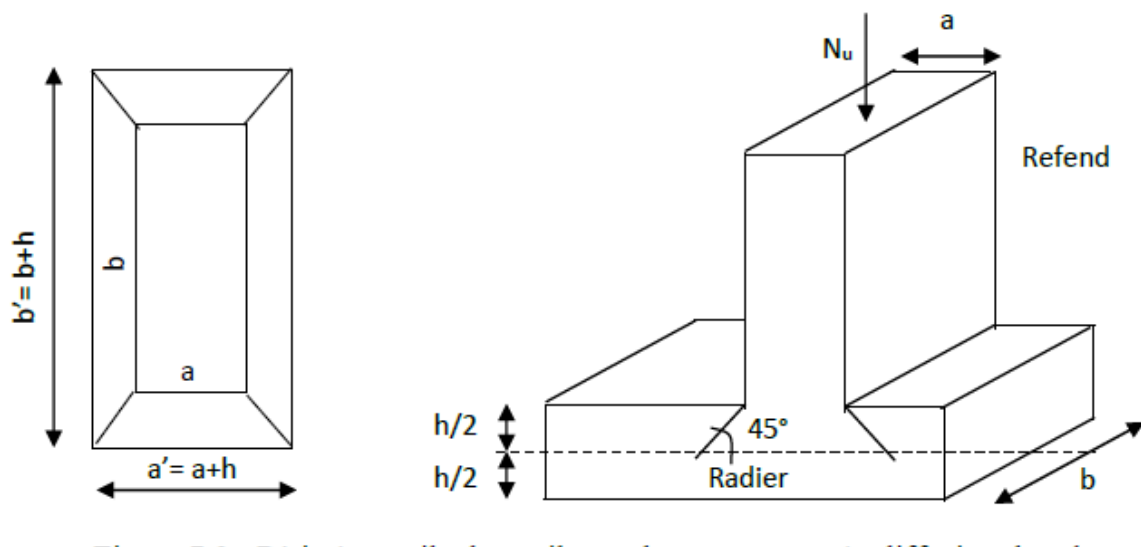 b'= b+h
b
a
a'= a+h
Nᵤ
a
Refend
h/2
h/2
45°
Radier
b